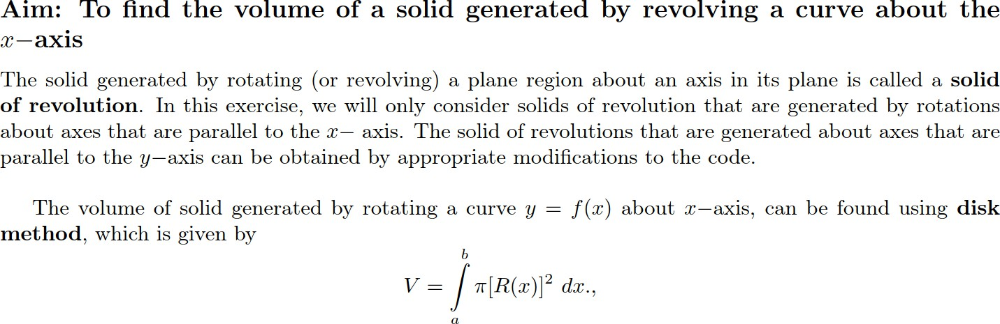 Aim: To find the volume of a solid generated by revolving a curve about the
x−axis
The solid generated by rotating (or revolving) a plane region about an axis in its plane is called a solid
of revolution. In this exercise, we will only consider solids of revolution that are generated by rotations
about axes that are parallel to the x− axis. The solid of revolutions that are generated about axes that are
parallel to the y−axis can be obtained by appropriate modifications to the code.
The volume of solid generated by rotating a curve y = f(x) about x−axis, can be found using disk
method, which is given by
V = ∫_a^b π[R(x)]² dx.,